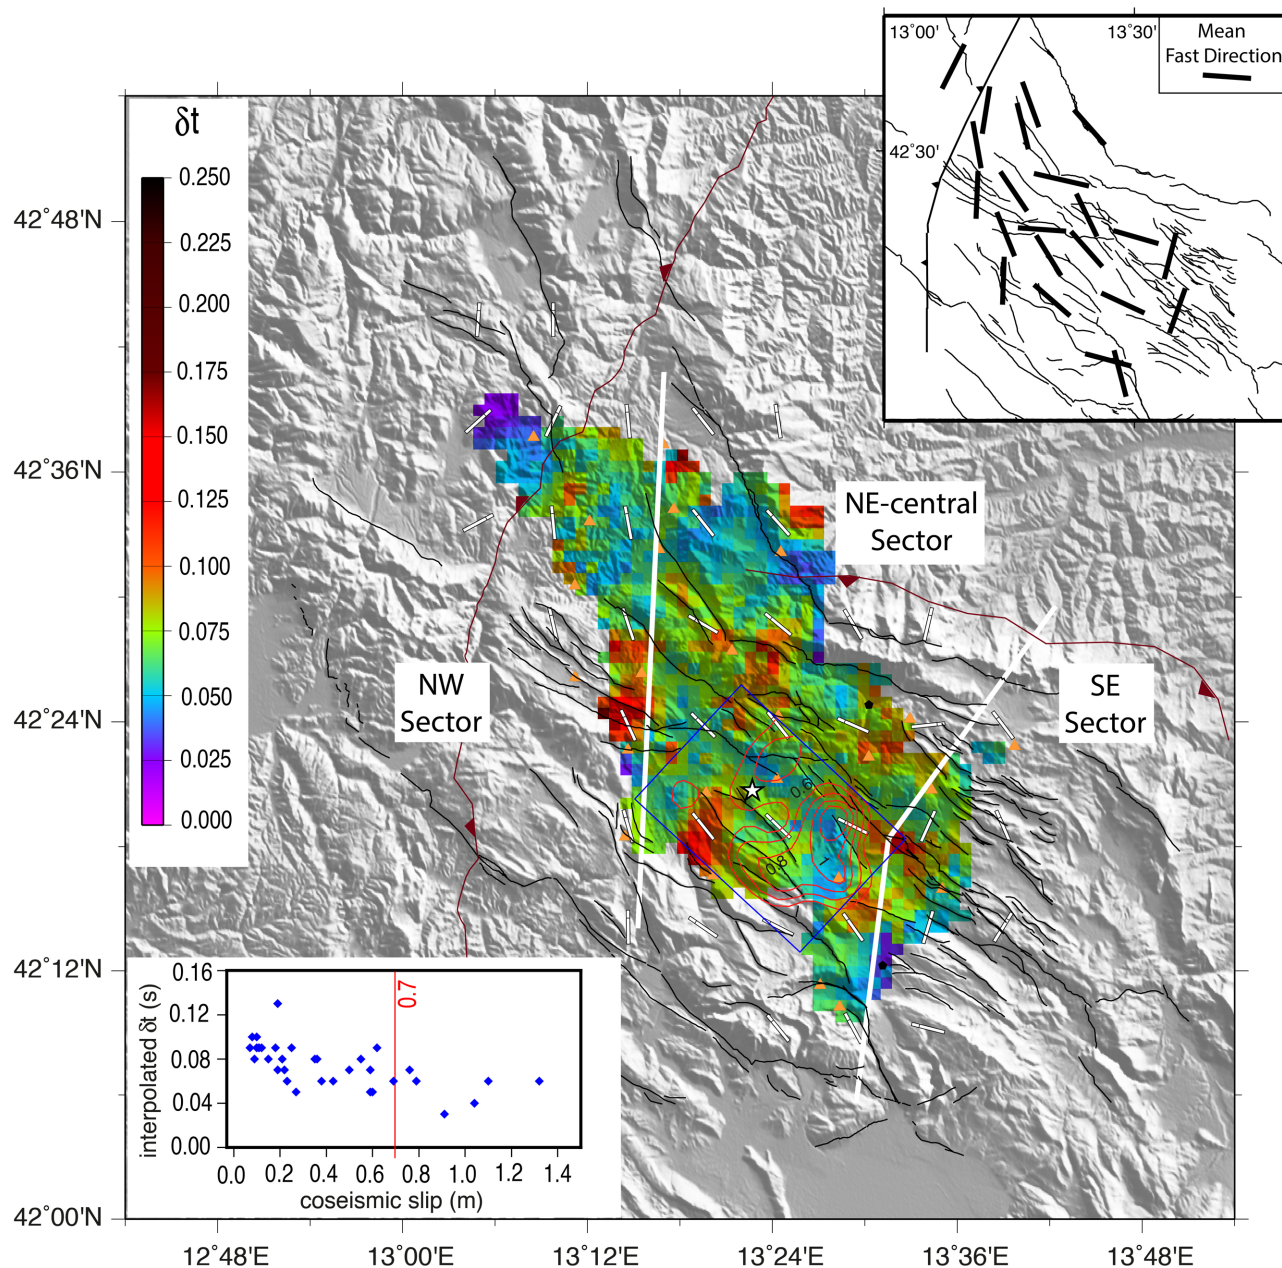 13°00'
13°30'
Mean
Fast Direction
42°30'
δt
0.250
0.225
0.200
0.175
0.150
0.125
0.100
0.075
0.050
0.025
0.000
42°48'N
42°36'N
42°24'N
42°12'N
42°00'N
NE-central
Sector
NW
Sector
SE
Sector
0.6
0.8
1
0.16
0.12
0.08
0.04
0.00
interpolated δt (s)
0.7
0.0 0.2 0.4 0.6 0.8 1.0 1.2 1.4
coseismic slip (m)
12°48'E 13°00'E 13°12'E 13°24'E 13°36'E 13°48'E